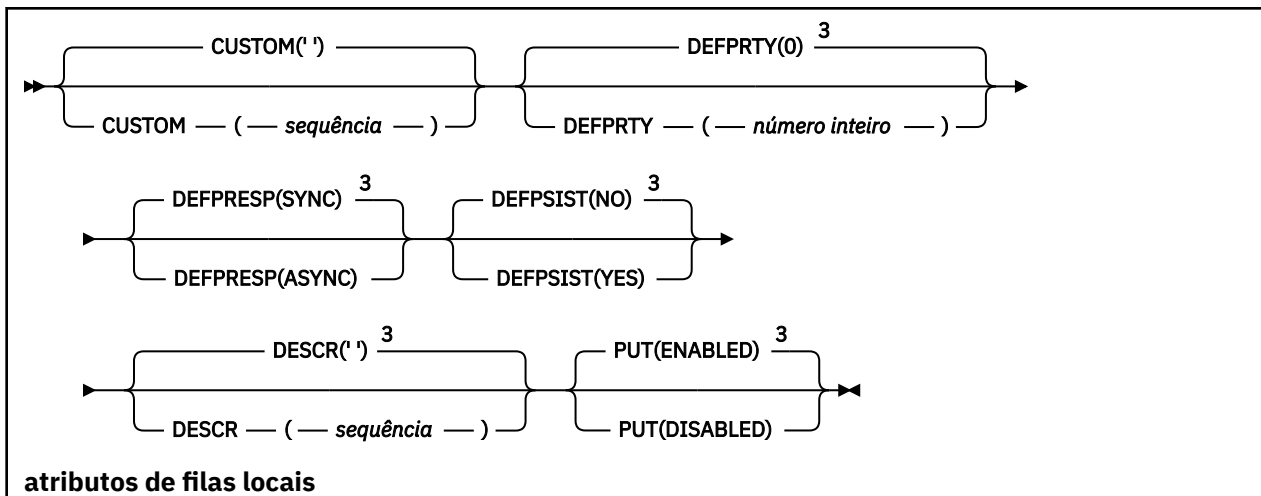 CUSTOM(' ') DEFPRTY(0) 3
CUSTOM ( sequência ) DEFPRTY ( número inteiro )
DEFPRESP(SYNC) 3 DEFPSIST(NO) 3
DEFPRESP(ASYNC) DEFPSIST(YES)
DESCR(' ') 3 PUT(ENABLED) 3
DESCR ( sequência ) PUT(DISABLED)
atributos de filas locais